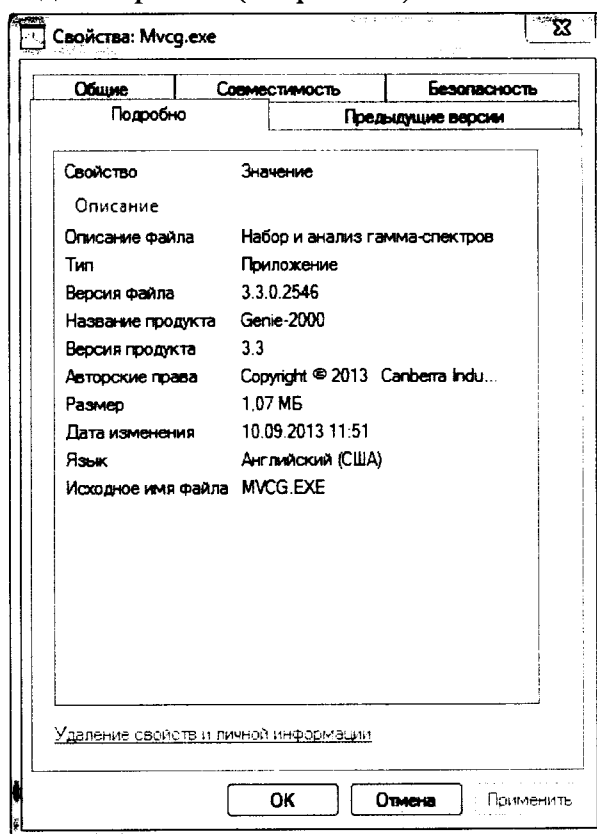 Свойства: Mvcg.exe
Общие Совместимость Безопасность
Подробно Предыдущие версии
Свойство Значение
Описание
Описание файла Набор и анализ гамма-спектров
Тип Приложение
Версия файла 3.3.0.2546
Название продукта Genie-2000
Версия продукта 3.3
Авторские права Copyright © 2013 Canberra Indu...
Размер 1,07 МБ
Дата изменения 10.09.2013 11:51
Язык Английский (США)
Исходное имя файла MVCG.EXE
Удаление свойств и личной информации
ОК Отмена Применить